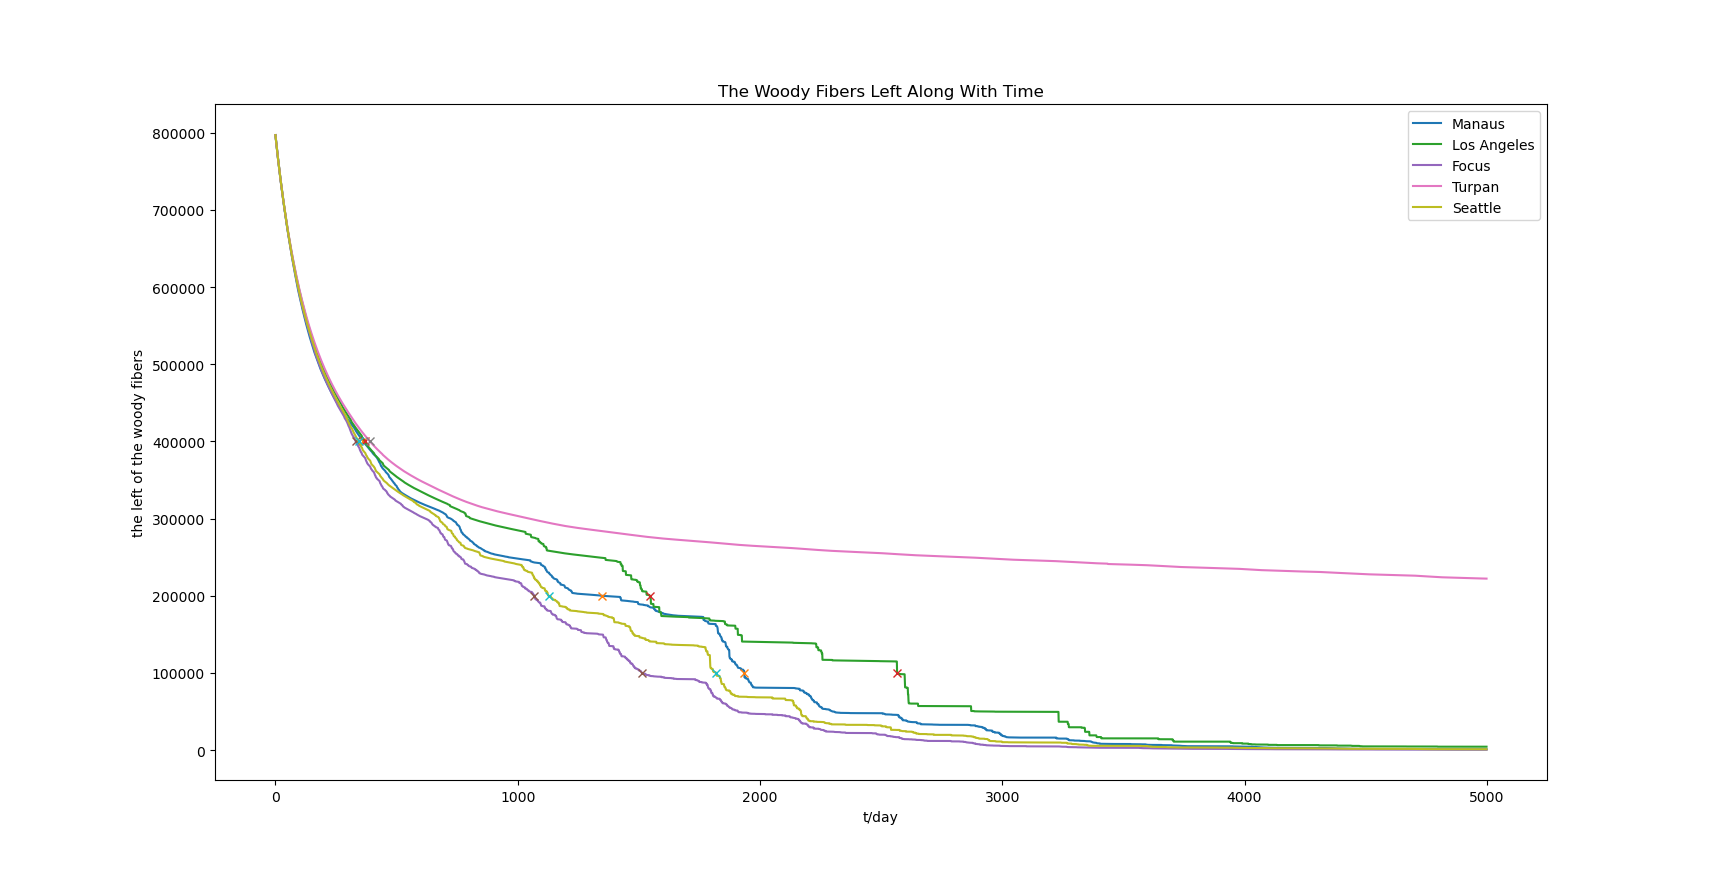 The Woody Fibers Left Along With Time
Manaus
Los Angeles
Focus
Turpan
Seattle
the left of the woody fibers
800000
700000
600000
500000
400000
300000
200000
100000
0
0 1000 2000 3000 4000 5000
t/day